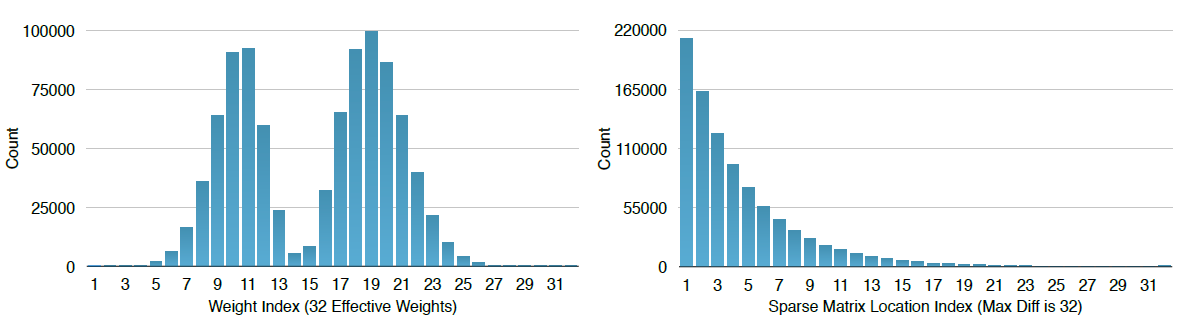 100000
75000
50000
25000
0
Count
1 3 5 7 9 11 13 15 17 19 21 23 25 27 29 31
Weight Index (32 Effective Weights)
220000
165000
110000
55000
0
Count
1 3 5 7 9 11 13 15 17 19 21 23 25 27 29 31
Sparse Matrix Location Index (Max Diff is 32)